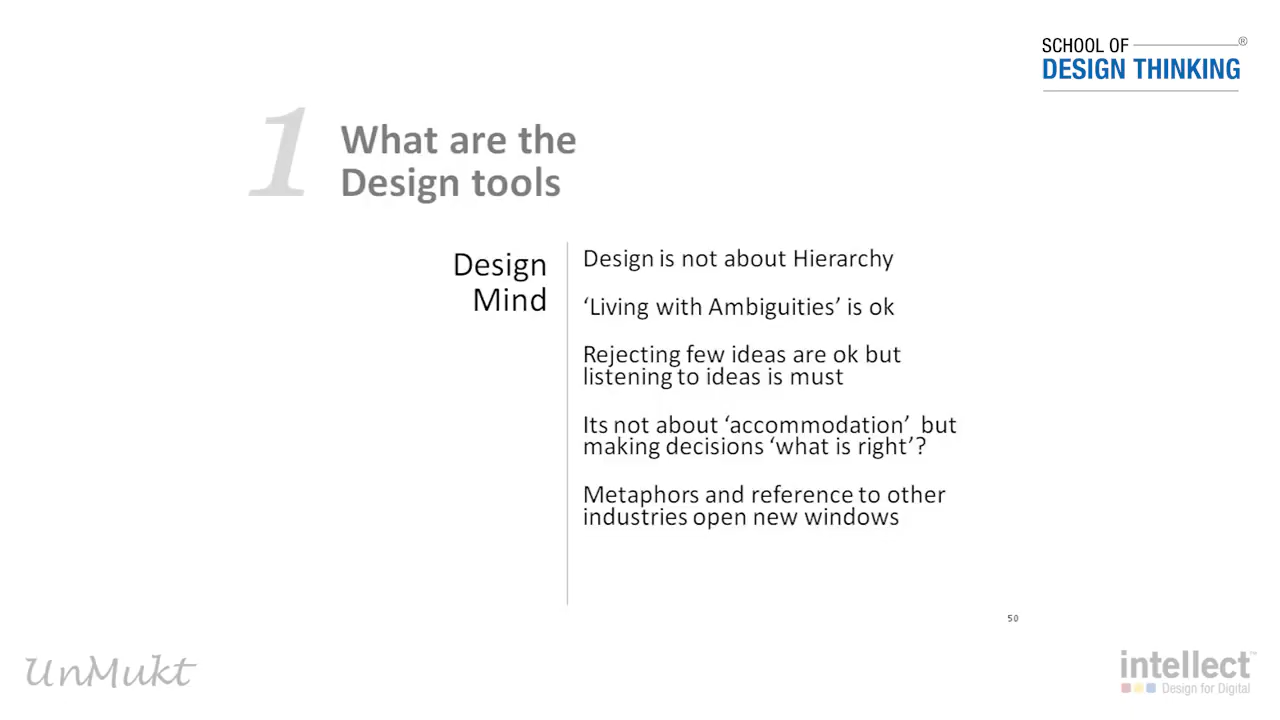 SCHOOL OF ®
DESIGN THINKING
1 What are the
Design tools
Design
Mind
Design is not about Hierarchy
‘Living with Ambiguities’ is ok
Rejecting few ideas are ok but
listening to ideas is must
Its not about ‘accommodation’ but
making decisions ‘what is right’?
Metaphors and reference to other
industries open new windows
50
UnMukt
intellect™
Design for Digital